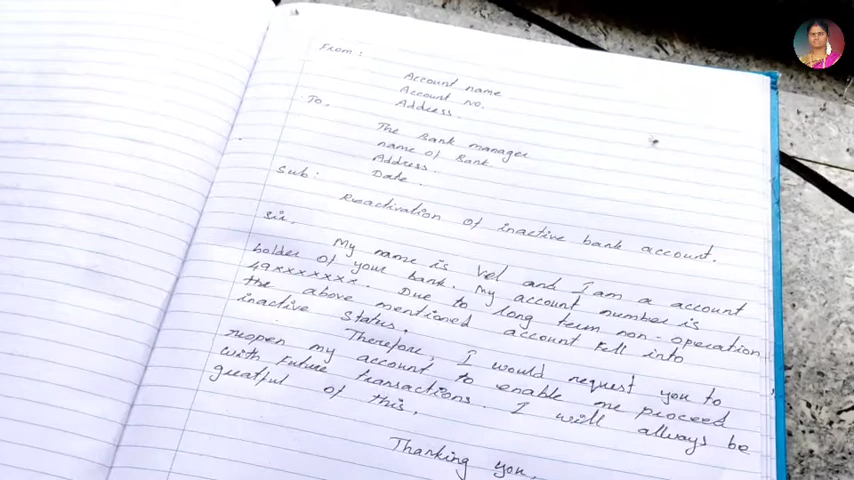 From :
Account name
Account no.
Address.
To,
The Bank manager
name of Bank
Address.
Date.
Sub:
Reactivation of inactive bank account.
Sir,
My name is Vel and I am a account
holder of your bank. My account number is
49xxxxxxx. Due to long term non-operation
the above mentioned account fell into
inactive status.
Therefore, I would request you to
reopen my account to enable me proceed
with future transactions. I will allways be
greatful of this.
Thanking you,